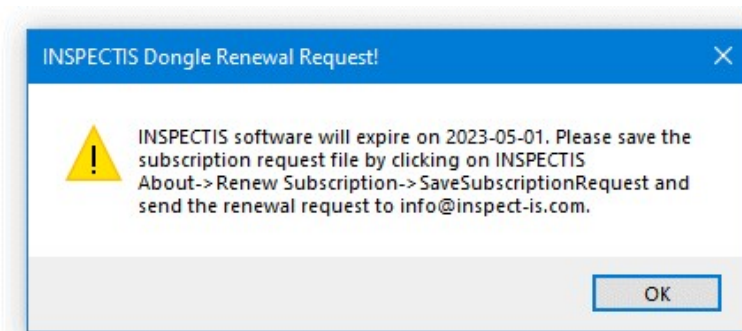 INSPECTIS Dongle Renewal Request!
INSPECTIS software will expire on 2023-05-01. Please save the
subscription request file by clicking on INSPECTIS
About->Renew Subscription->SaveSubscriptionRequest and
send the renewal request to info@inspect-is.com.
OK